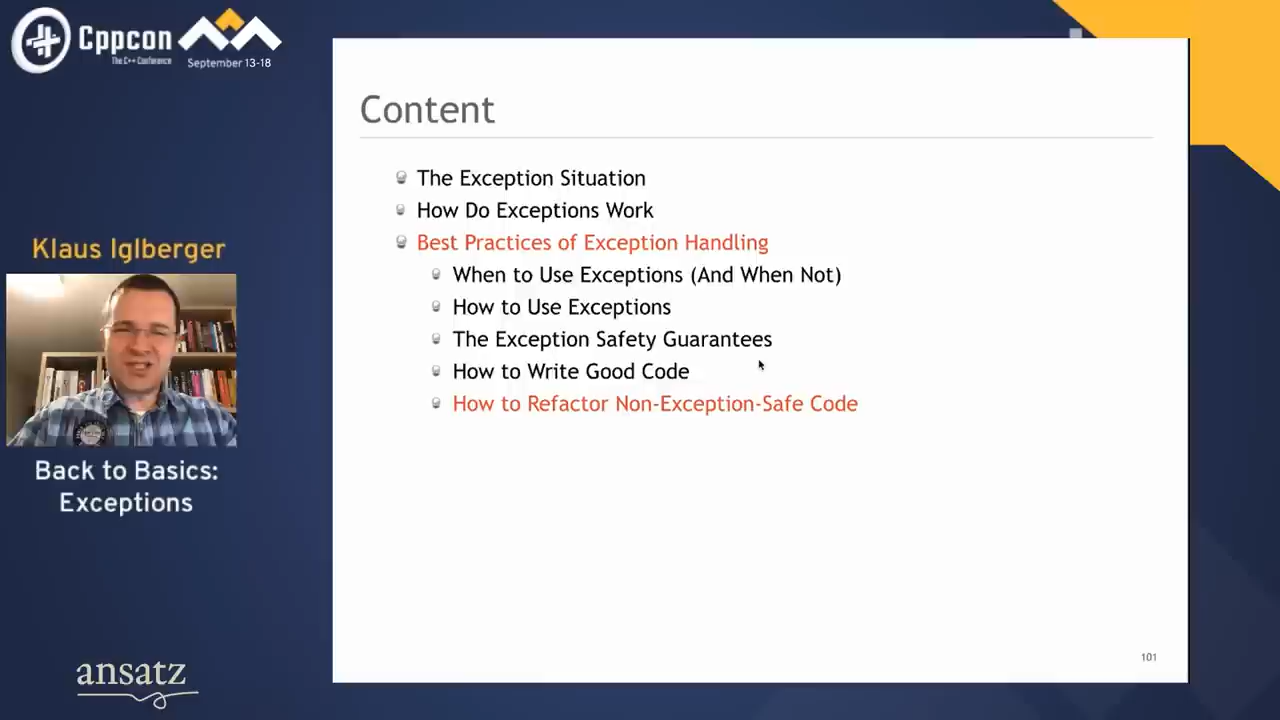 Cppcon
The C++ Conference
September 13-18
Klaus Iglberger
Back to Basics:
Exceptions
ansatz
Content
The Exception Situation
How Do Exceptions Work
Best Practices of Exception Handling
When to Use Exceptions (And When Not)
How to Use Exceptions
The Exception Safety Guarantees
How to Write Good Code
How to Refactor Non-Exception-Safe Code
101